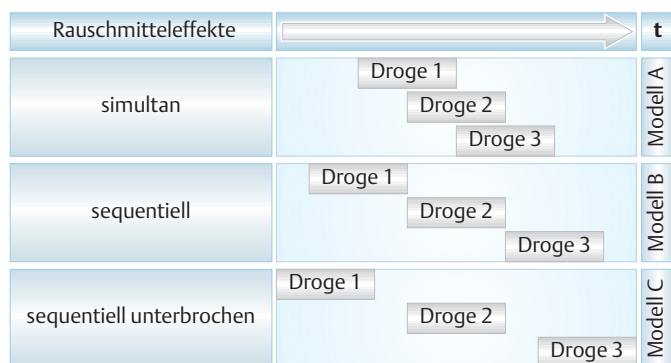 Rauschmitteleffekte
t
simultan
Droge 1
Droge 2
Droge 3
Modell A
sequentiell
Droge 1
Droge 2
Droge 3
Modell B
sequentiell unterbrochen
Droge 1
Droge 2
Droge 3
Modell C